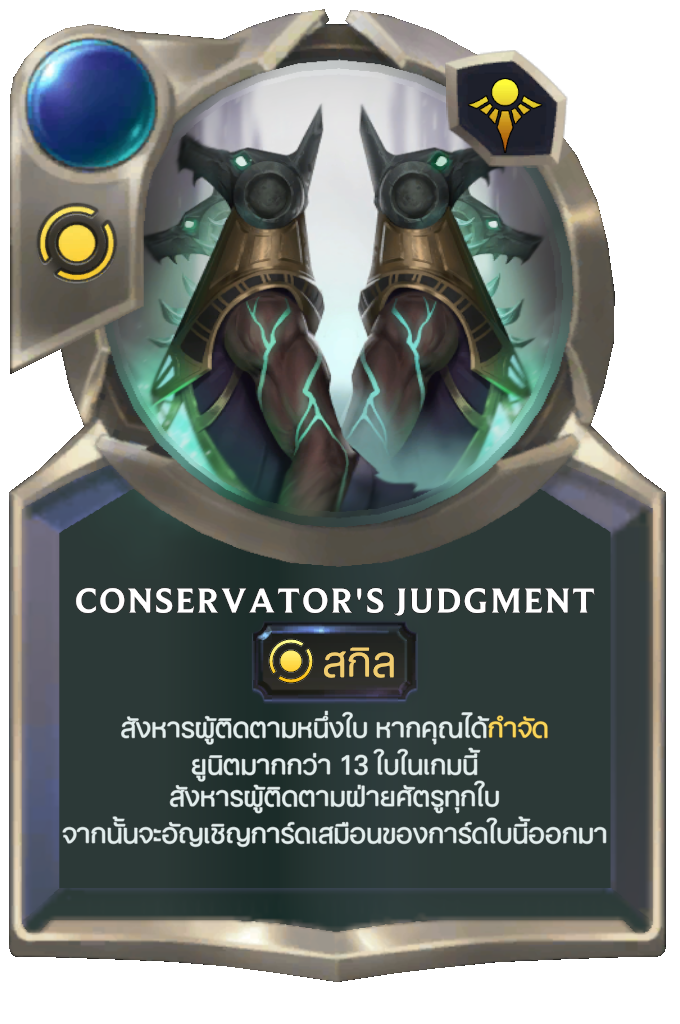 CONSERVATOR'S JUDGMENT
สกิล
สังหารผู้ติดตามหนึ่งใบ หากคุณได้กำจัด
ยูนิตมากกว่า 13 ใบในเกมนี้
สังหารผู้ติดตามฝ่ายศัตรูทุกใบ
จากนั้นจะอัญเชิญการ์ดเสมือนของการ์ดใบนี้ออกมา